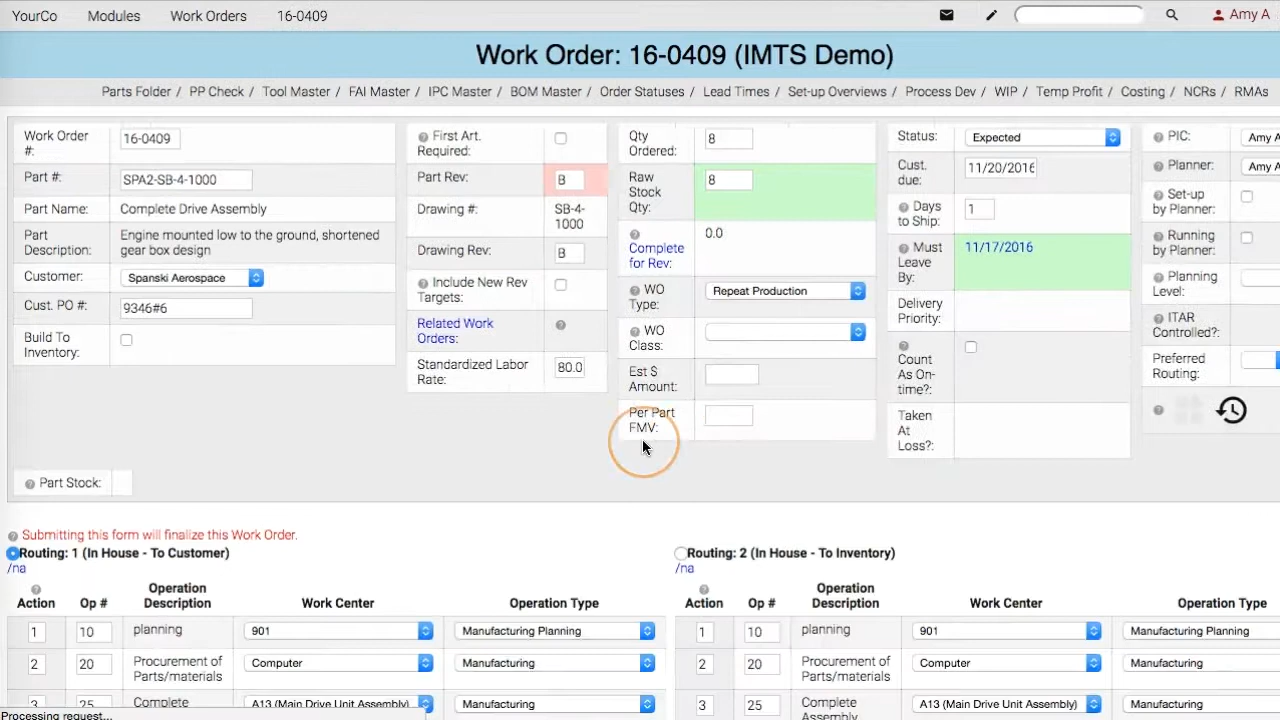 YourCo Modules Work Orders 16-0409 Amy A
Work Order: 16-0409 (IMTS Demo)
Parts Folder / PP Check / Tool Master / FAI Master / IPC Master / BOM Master / Order Statuses / Lead Times / Set-up Overviews / Process Dev / WIP / Temp Profit / Costing / NCRs / RMAs
Work Order
#:
16-0409
Part #:
SPA2-SB-4-1000
Part Name:
Complete Drive Assembly
Part
Description:
Engine mounted low to the ground, shortened
gear box design
Customer:
Spanski Aerospace
Cust. PO #:
9346#6
Build To
Inventory:
First Art.
Required:
Part Rev:
B
Drawing #:
SB-4-
1000
Drawing Rev:
B
Include New Rev
Targets:
Related Work
Orders:
Standardized Labor
Rate:
80.0
Qty
Ordered:
8
Raw
Stock
Qty:
8
Complete
for Rev:
0.0
WO
Type:
Repeat Production
WO
Class:
Est $
Amount:
Per Part
FMV:
Status:
Expected
Cust.
due:
11/20/2016
Days
to Ship:
1
Must
Leave
By:
11/17/2016
Delivery
Priority:
Count
As On-
time?:
Taken
At
Loss?:
PIC:
Amy A
Planner:
Amy A
Set-up
by Planner:
Running
by Planner:
Planning
Level:
ITAR
Controlled?:
Preferred
Routing:
Part Stock:
Submitting this form will finalize this Work Order.
Routing: 1 (In House - To Customer)
/na
Action Op # Operation Description Work Center Operation Type
1 10 planning 901 Manufacturing Planning
2 20 Procurement of Parts/materials Computer Manufacturing
3 25 Complete A13 (Main Drive Unit Assembly) Manufacturing
Routing: 2 (In House - To Inventory)
/na
Action Op # Operation Description Work Center Operation Type
1 10 planning 901 Manufacturing Planning
2 20 Procurement of Parts/materials Computer Manufacturing
3 25 Complete Assembly A13 (Main Drive Unit Assembly) Manufacturing
Processing request...